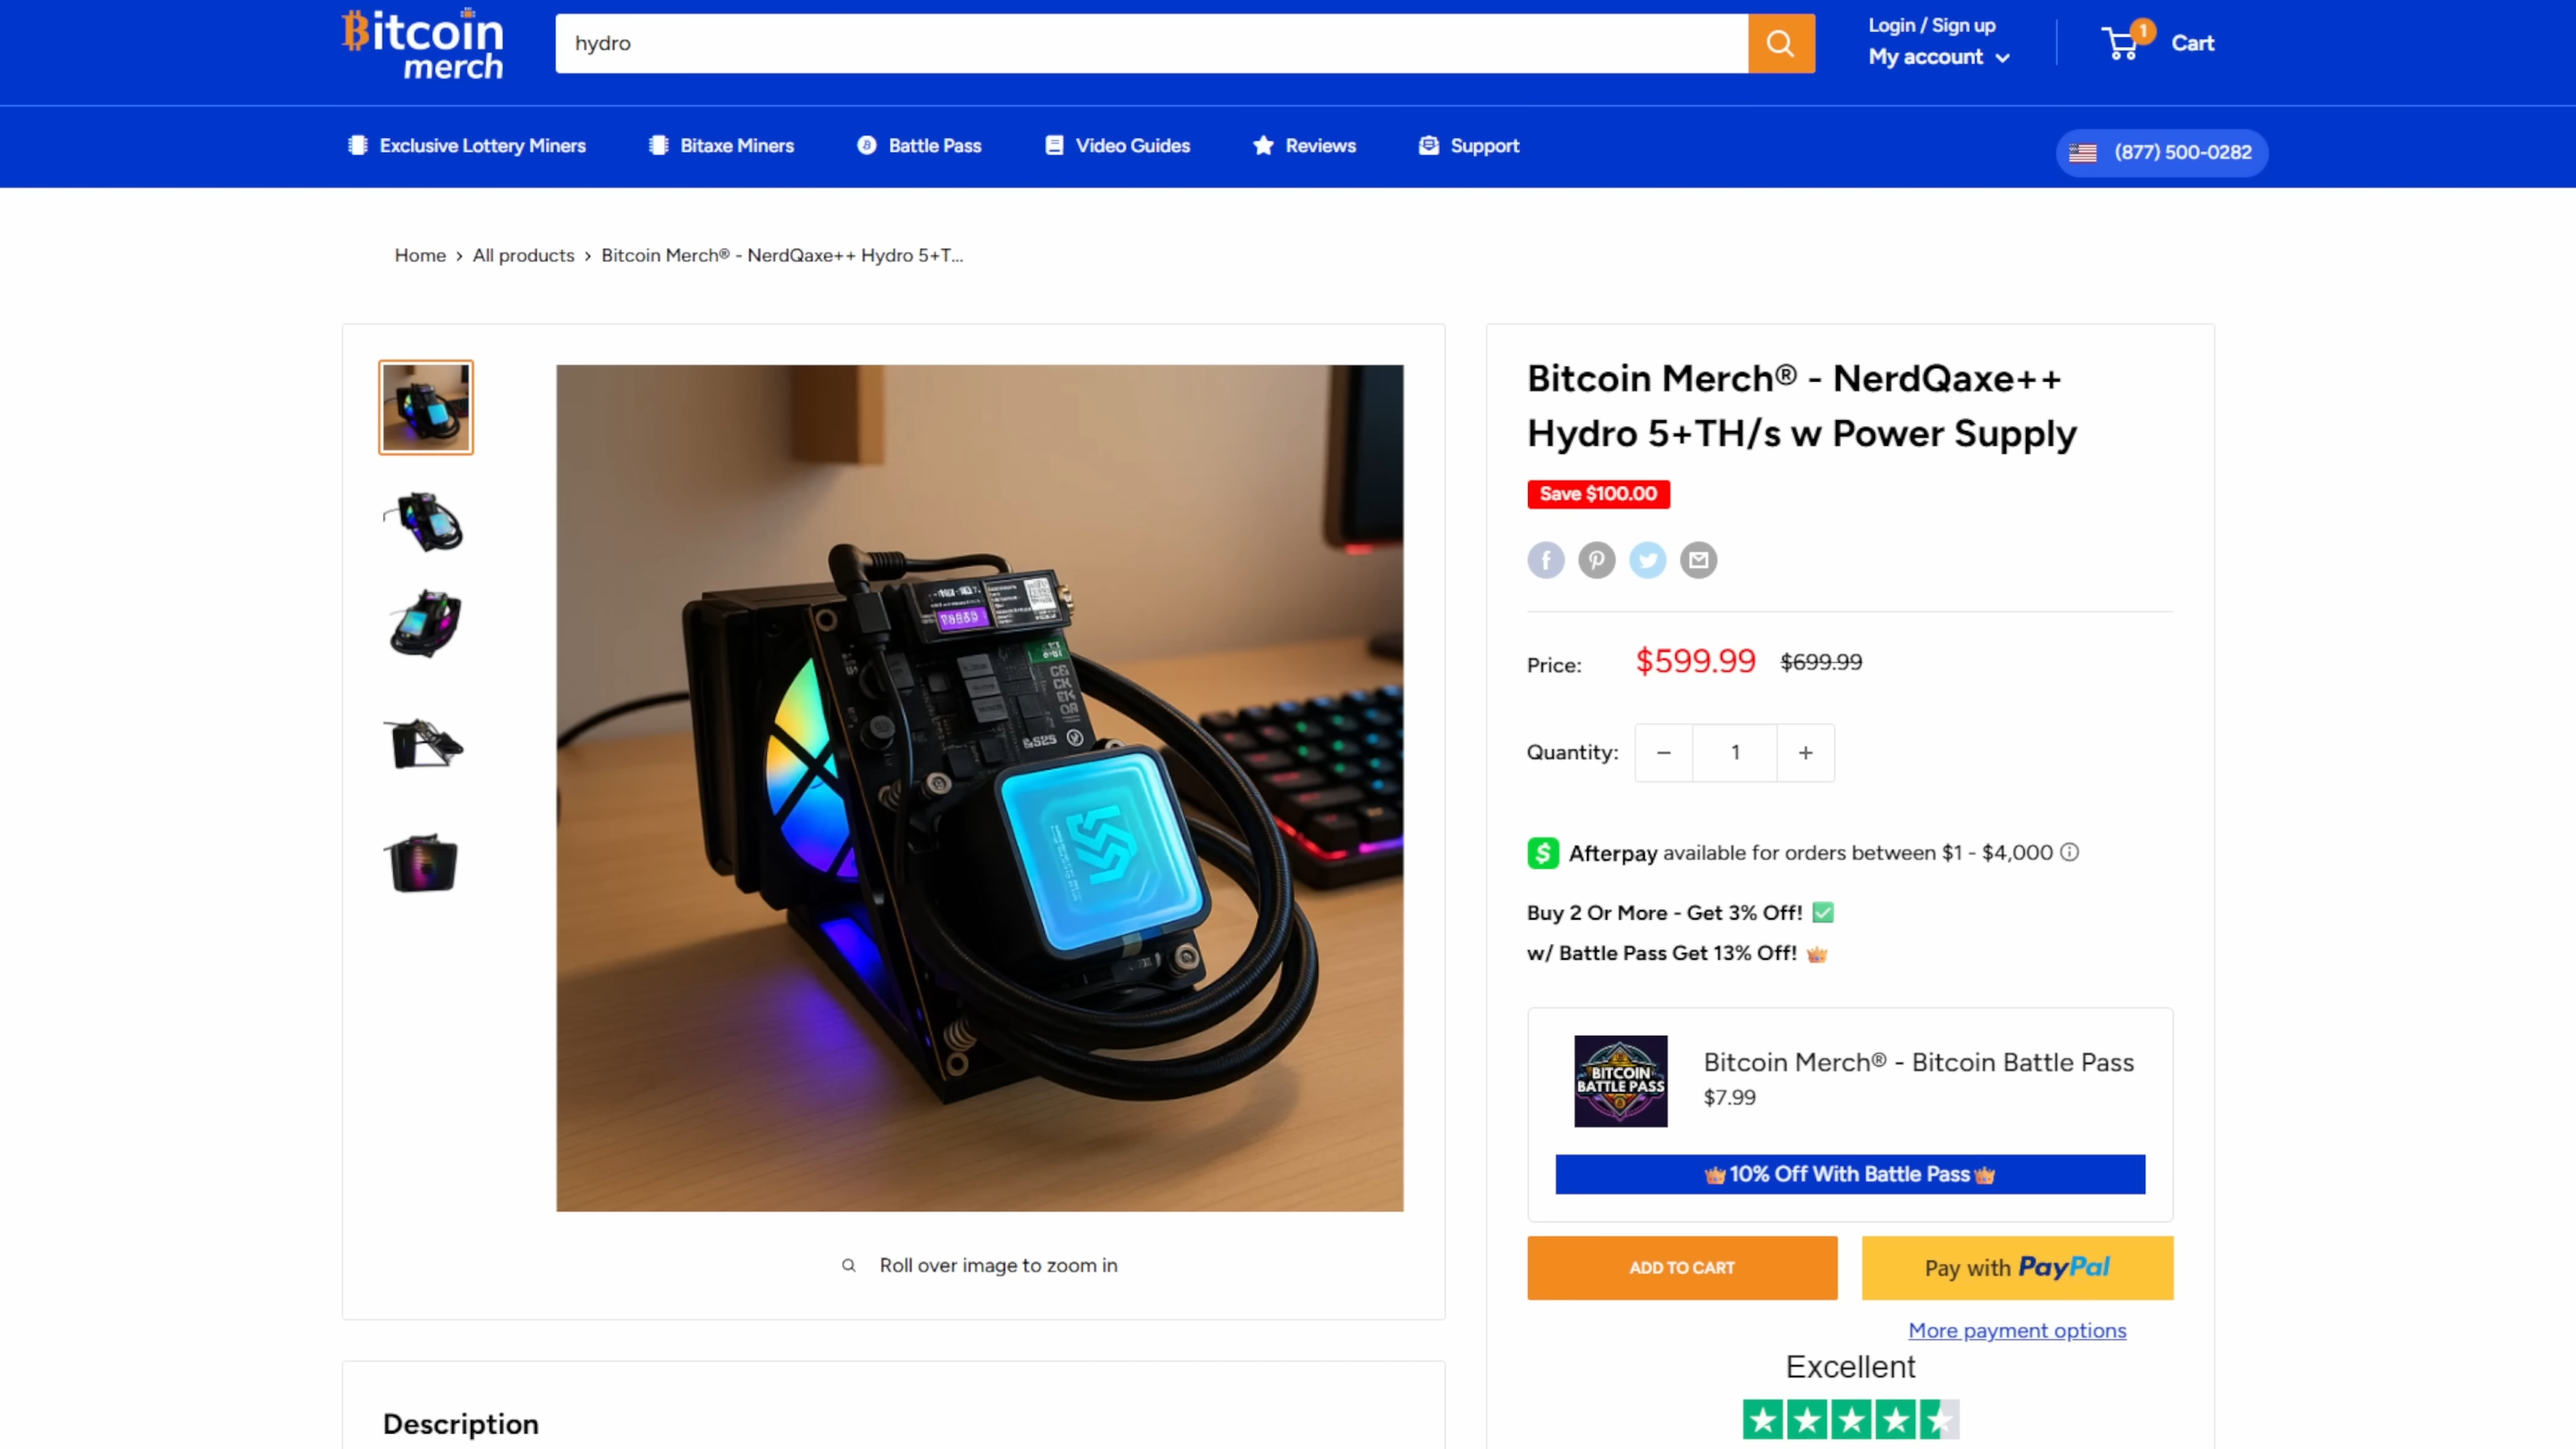 Bitcoin
merch
hydro
Login / Sign up
My account
1
Cart
Exclusive Lottery Miners
Bitaxe Miners
Battle Pass
Video Guides
Reviews
Support
(877) 500-0282
Home › All products › Bitcoin Merch® - NerdQaxe++ Hydro 5+T...
Bitcoin Merch® - NerdQaxe++
Hydro 5+TH/s w Power Supply
Save $100.00
Price: $599.99 $699.99
Quantity: − 1 +
Afterpay available for orders between $1 - $4,000
Buy 2 Or More - Get 3% Off! ✅
w/ Battle Pass Get 13% Off! 👑
BITCOIN
BATTLE PASS
Bitcoin Merch® - Bitcoin Battle Pass
$7.99
👑10% Off With Battle Pass👑
ADD TO CART
Pay with PayPal
More payment options
Excellent
Roll over image to zoom in
Description